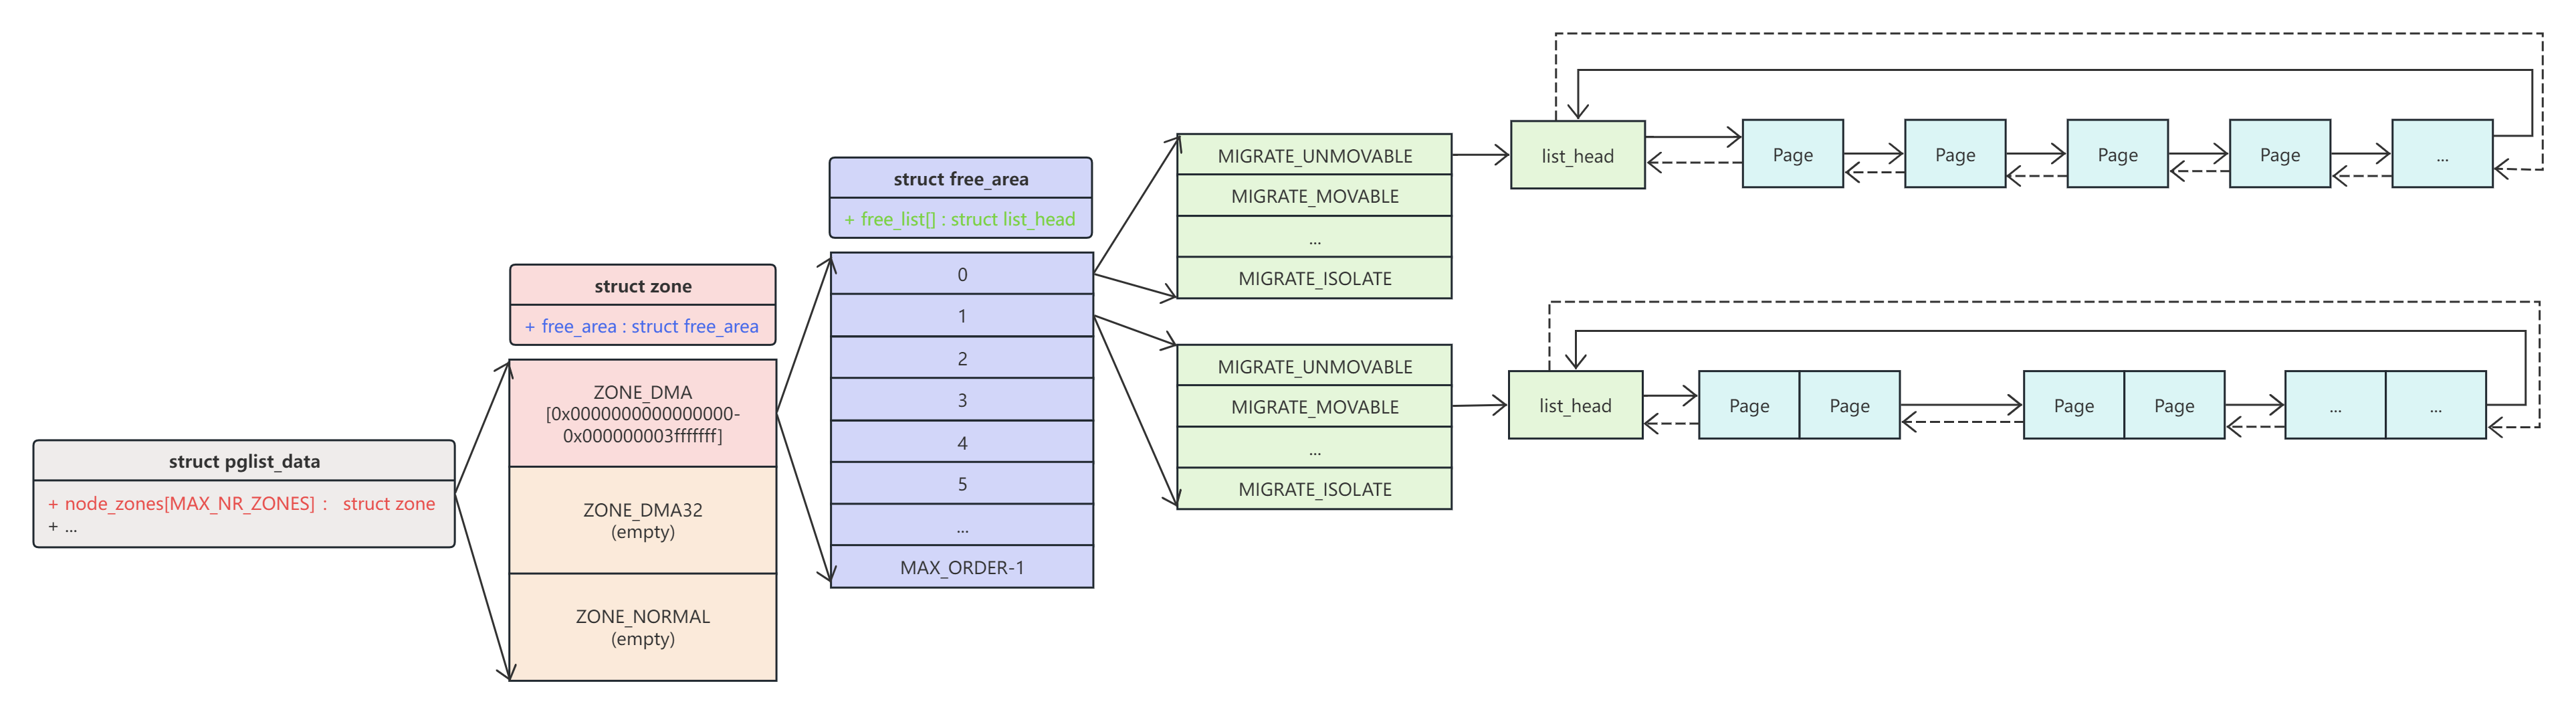 struct pglist_data
+ node_zones[MAX_NR_ZONES] : struct zone
+ ...
struct zone
+ free_area : struct free_area
ZONE_DMA
[0x0000000000000000-
0x000000003fffffff]
ZONE_DMA32
(empty)
ZONE_NORMAL
(empty)
struct free_area
+ free_list[] : struct list_head
0
1
2
3
4
5
...
MAX_ORDER-1
MIGRATE_UNMOVABLE
MIGRATE_MOVABLE
...
MIGRATE_ISOLATE
list_head
Page
Page
Page
Page
...
MIGRATE_UNMOVABLE
MIGRATE_MOVABLE
...
MIGRATE_ISOLATE
list_head
Page
Page
Page
Page
...
...